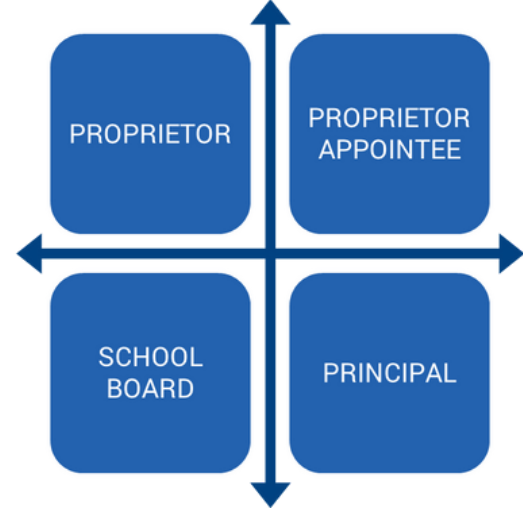 PROPRIETOR
PROPRIETOR
APPOINTEE
SCHOOL
BOARD
PRINCIPAL